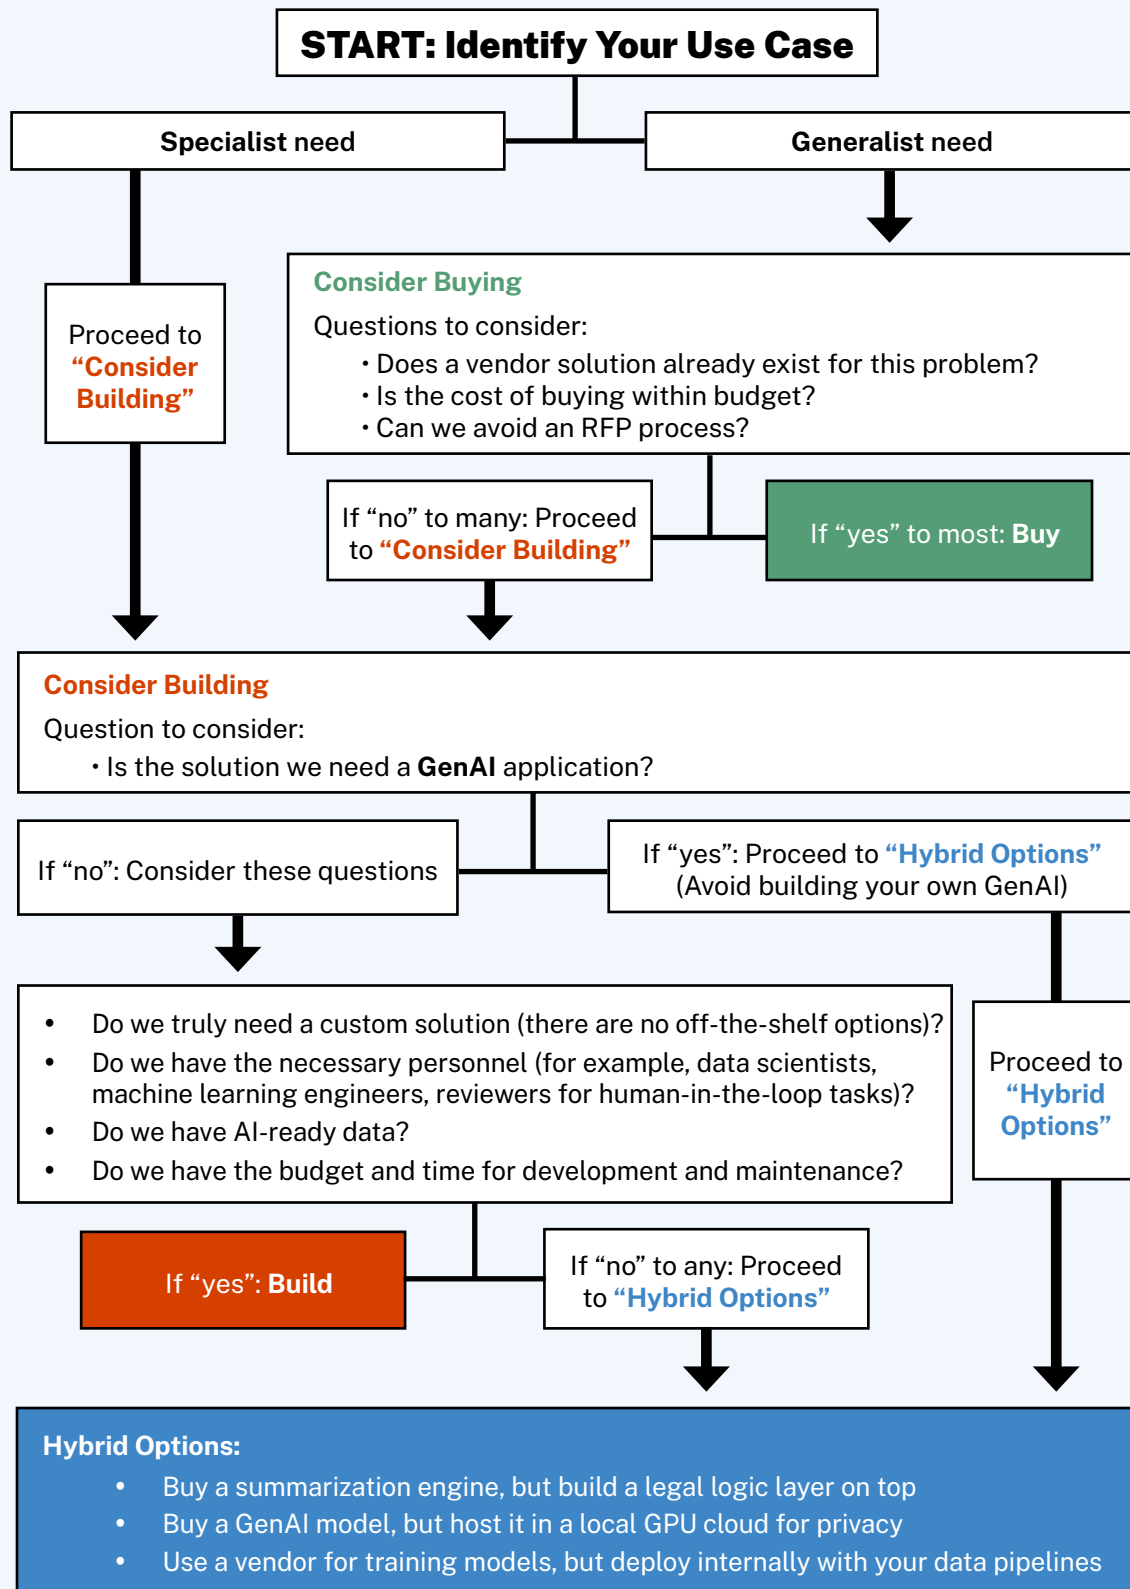 START: Identify Your Use Case
Specialist need
Generalist need
Proceed to
“Consider
Building”
Consider Buying
Questions to consider:
• Does a vendor solution already exist for this problem?
• Is the cost of buying within budget?
• Can we avoid an RFP process?
If “no” to many: Proceed
to “Consider Building”
If “yes” to most: Buy
Consider Building
Question to consider:
• Is the solution we need a GenAI application?
If “no”: Consider these questions
If “yes”: Proceed to “Hybrid Options”
(Avoid building your own GenAI)
• Do we truly need a custom solution (there are no off-the-shelf options)?
• Do we have the necessary personnel (for example, data scientists,
machine learning engineers, reviewers for human-in-the-loop tasks)?
• Do we have AI-ready data?
• Do we have the budget and time for development and maintenance?
Proceed to
“Hybrid
Options”
If “yes”: Build
If “no” to any: Proceed
to “Hybrid Options”
Hybrid Options:
• Buy a summarization engine, but build a legal logic layer on top
• Buy a GenAI model, but host it in a local GPU cloud for privacy
• Use a vendor for training models, but deploy internally with your data pipelines